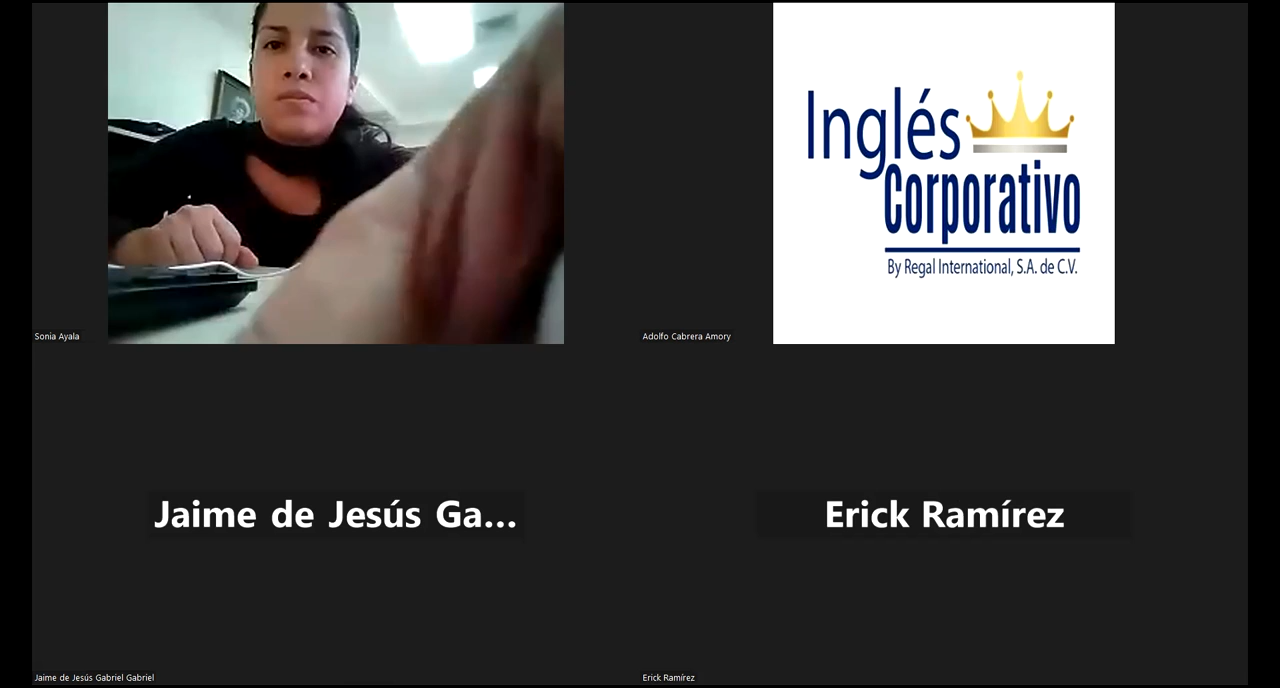 Inglés
Corporativo
By Regal International, S.A. de C.V.
Sonia Ayala
Adolfo Cabrera Amory
Jaime de Jesús Ga...
Erick Ramírez
Jaime de Jesús Gabriel Gabriel
Erick Ramírez